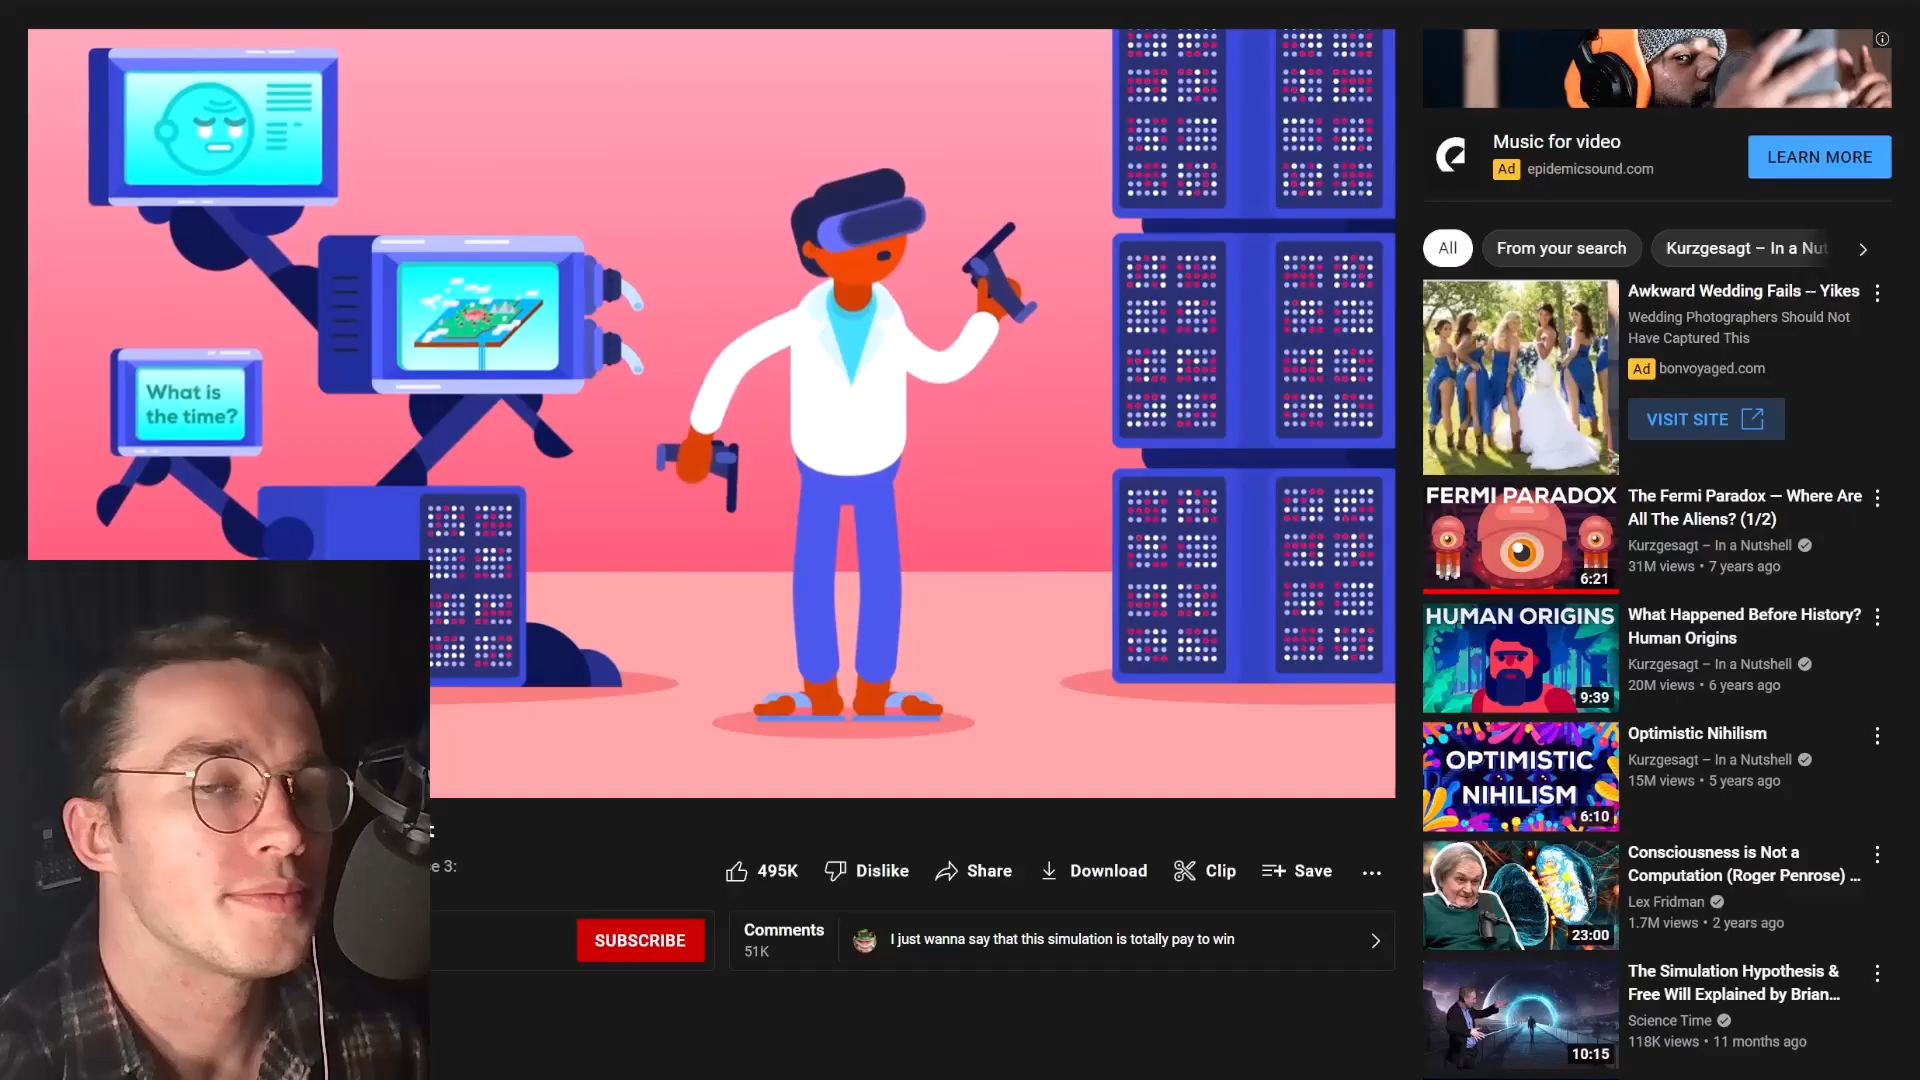 What is
the time?
e 3:
495K
Dislike
Share
Download
Clip
Save
SUBSCRIBE
Comments
51K
I just wanna say that this simulation is totally pay to win
Music for video
Ad epidemicsound.com
LEARN MORE
All
From your search
Kurzgesagt – In a Nut
Awkward Wedding Fails -- Yikes
Wedding Photographers Should Not
Have Captured This
Ad bonvoyaged.com
VISIT SITE
FERMI PARADOX
6:21
The Fermi Paradox — Where Are
All The Aliens? (1/2)
Kurzgesagt – In a Nutshell
31M views • 7 years ago
HUMAN ORIGINS
9:39
What Happened Before History?
Human Origins
Kurzgesagt – In a Nutshell
20M views • 6 years ago
OPTIMISTIC
NIHILISM
6:10
Optimistic Nihilism
Kurzgesagt – In a Nutshell
15M views • 5 years ago
23:00
Consciousness is Not a
Computation (Roger Penrose) ...
Lex Fridman
1.7M views • 2 years ago
10:15
The Simulation Hypothesis &
Free Will Explained by Brian...
Science Time
118K views • 11 months ago